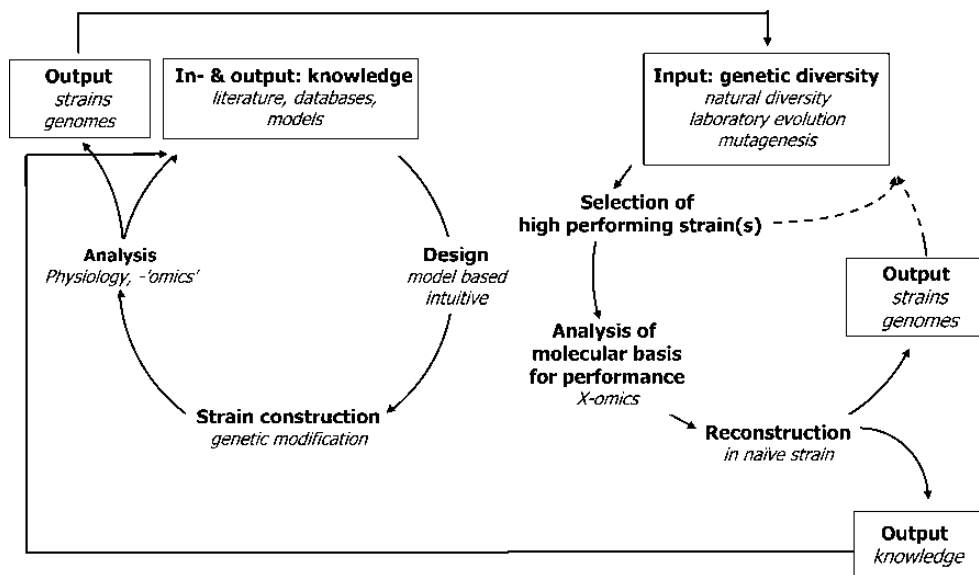 Output
strains
genomes
In- & output: knowledge
literature, databases,
models
Analysis
Physiology, -'omics'
Design
model based
intuitive
Strain construction
genetic modification
Input: genetic diversity
natural diversity
laboratory evolution
mutagenesis
Selection of
high performing strain(s)
Analysis of
molecular basis
for performance
X-omics
Reconstruction
in naïve strain
Output
strains
genomes
Output
knowledge